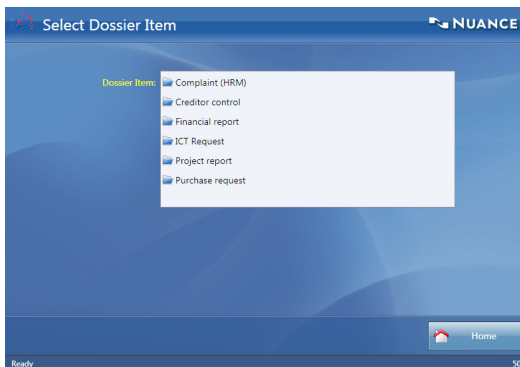 Select Dossier Item
NUANCE
Dossier Item:
Complaint (HRM)
Creditor control
Financial report
ICT Request
Project report
Purchase request
Home
Ready
50